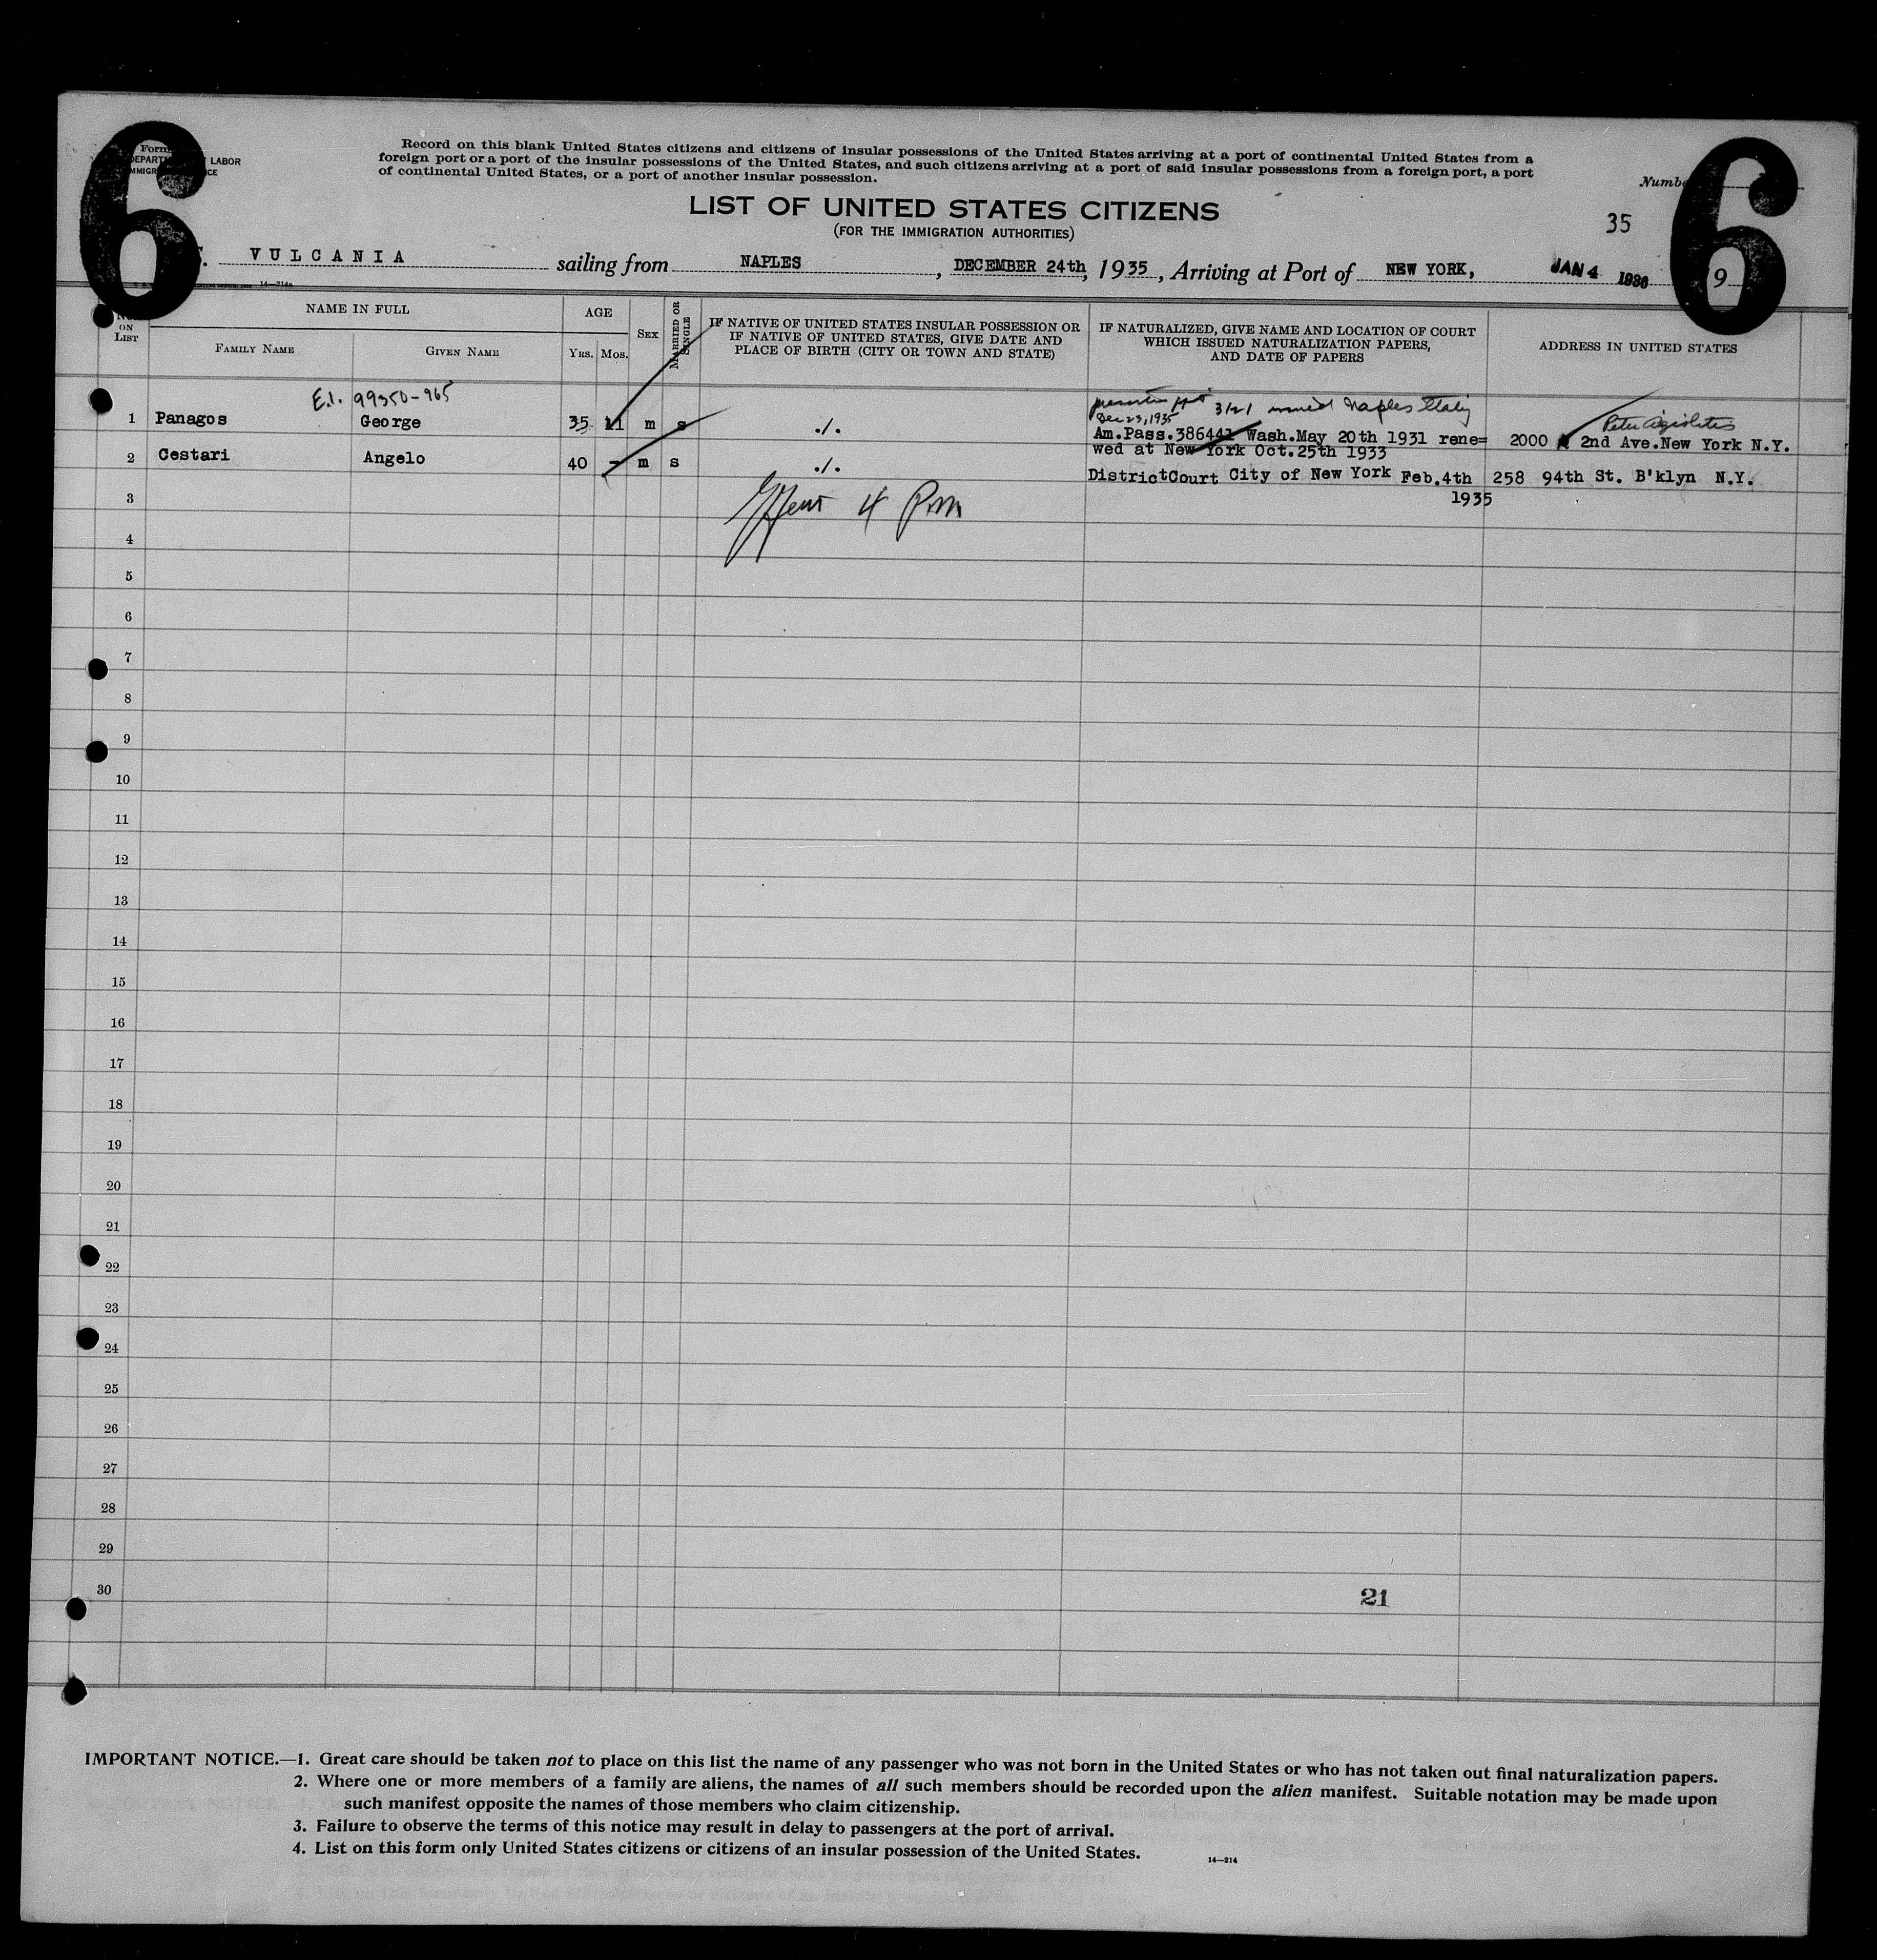 6
6
Form
LABOR
Record on this blank United States citizens and citizens of insular possessions of the United States arriving at a port of continental United States from a
foreign port or a port of the insular possessions of the United States, and such citizens arriving at a port of said insular possessions from a foreign port, a port
of continental United States, or a port of another insular possession.
LIST OF UNITED STATES CITIZENS
(FOR THE IMMIGRATION AUTHORITIES)
35
VULCANIA sailing from NAPLES, DECEMBER 24th, 1935, Arriving at Port of NEW YORK, JAN 4 1936 9
No. ON LIST
NAME IN FULL
FAMILY NAME
GIVEN NAME
AGE
YRS. MOS.
SEX
MARRIED OR SINGLE
IF NATIVE OF UNITED STATES INSULAR POSSESSION OR
IF NATIVE OF UNITED STATES, GIVE DATE AND
PLACE OF BIRTH (CITY OR TOWN AND STATE)
IF NATURALIZED, GIVE NAME AND LOCATION OF COURT
WHICH ISSUED NATURALIZATION PAPERS,
AND DATE OF PAPERS
ADDRESS IN UNITED STATES
E.I. 99350-965
3121 issued Naples Italy
Dec 23, 1935
1 Panagos George 35 11 m s ./. Am.Pass.386441 Wash.May 20th 1931 rene= 2000 2nd Ave.New York N.Y.
wed at New York Oct.25th 1933
2 Cestari Angelo 40 - m s ./. DistrictCourt City of New York Feb.4th 258 94th St. B'klyn N.Y.
1935
3
4
5
6
7
8
9
10
11
12
13
14
15
16
17
18
19
20
21
22
23
24
25
26
27
28
29
30
21
IMPORTANT NOTICE.—1. Great care should be taken not to place on this list the name of any passenger who was not born in the United States or who has not taken out final naturalization papers.
2. Where one or more members of a family are aliens, the names of all such members should be recorded upon the alien manifest. Suitable notation may be made upon
such manifest opposite the names of those members who claim citizenship.
3. Failure to observe the terms of this notice may result in delay to passengers at the port of arrival.
4. List on this form only United States citizens or citizens of an insular possession of the United States.
14—214